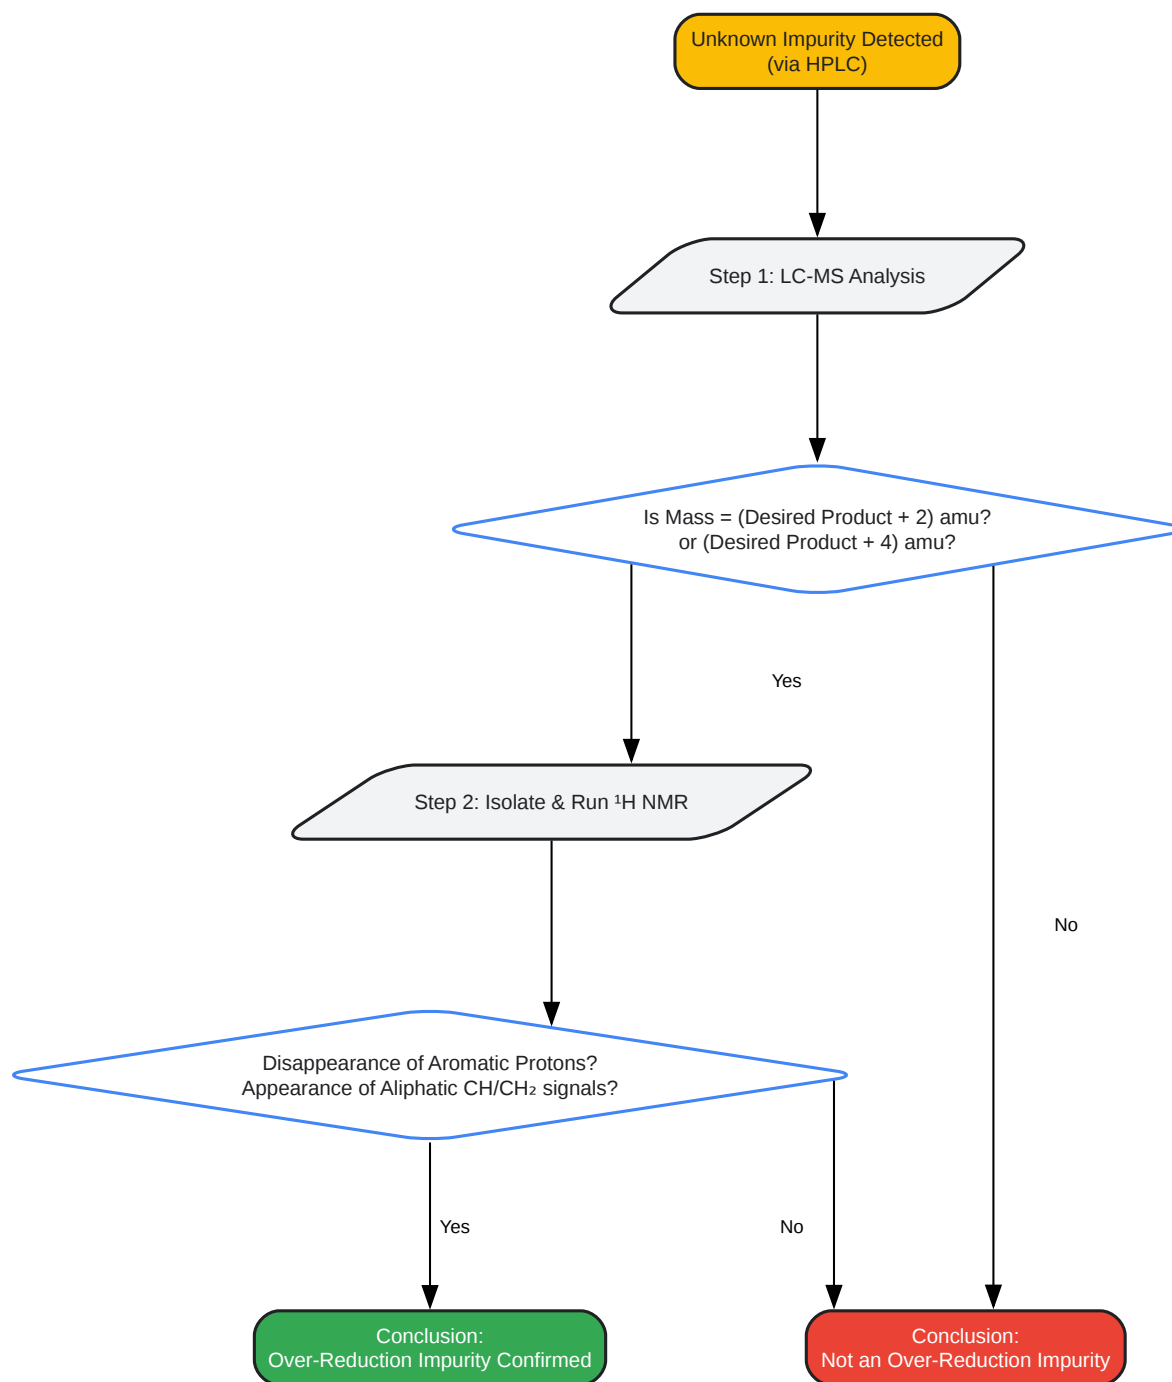 Unknown Impurity Detected
(via HPLC)
Step 1: LC-MS Analysis
Is Mass = (Desired Product + 2) amu?
or (Desired Product + 4) amu?
Yes
Step 2: Isolate & Run ¹H NMR
No
Disappearance of Aromatic Protons?
Appearance of Aliphatic CH/CH₂ signals?
Yes
No
Conclusion:
Over-Reduction Impurity Confirmed
Conclusion:
Not an Over-Reduction Impurity